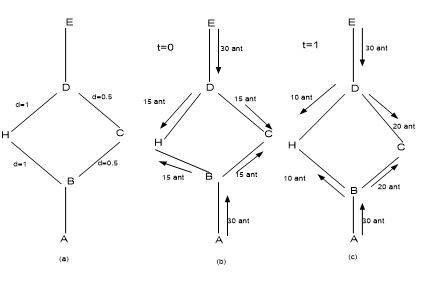 E
D
d=1
d=0.5
H
C
d=1
d=0.5
B
A
(a)
t=0
E
30 ant
D
15 ant
15 ant
H
C
B
15 ant
15 ant
30 ant
A
(b)
t=1
E
30 ant
D
10 ant
20 ant
H
C
10 ant
B
20 ant
30 ant
A
(c)